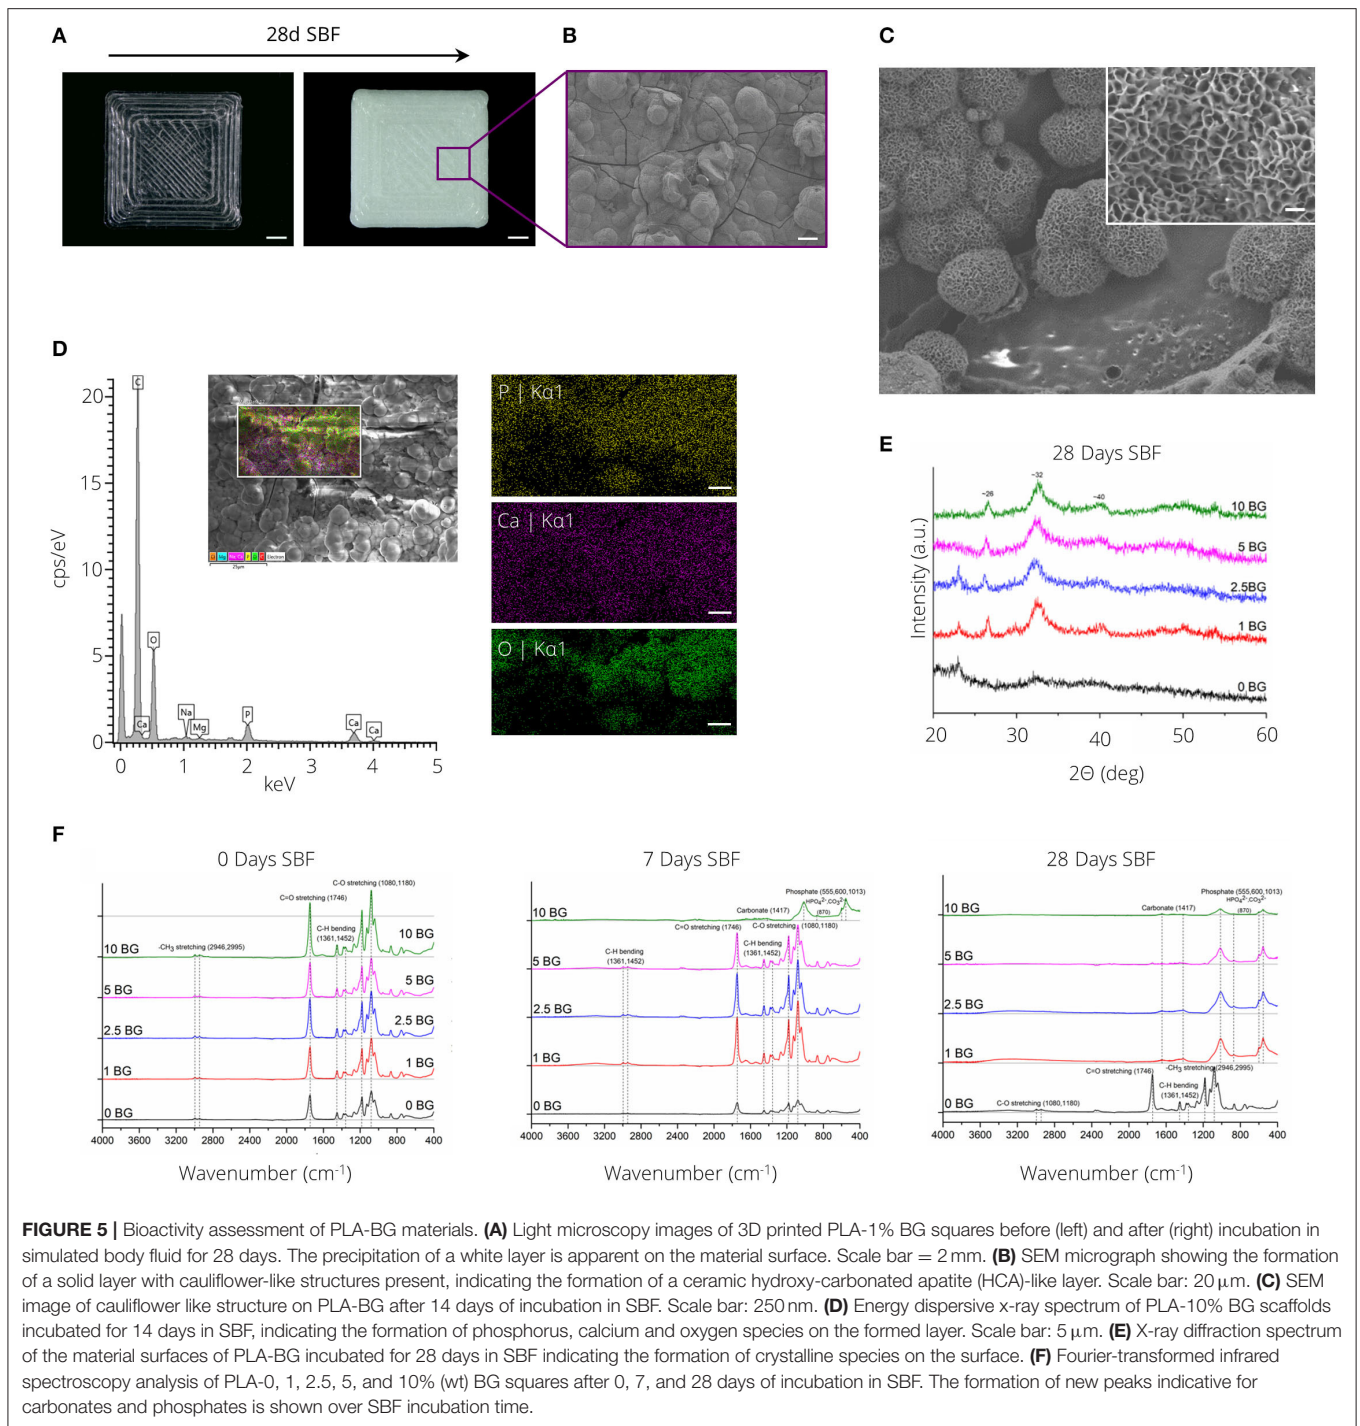 A
28d SBF
B
C
D
20
15
10
5
0
cps/eV
C
O
Ca
Na
Mg
P
Ca
Ca
0 1 2 3 4 5
keV
Electron
25µm
P | Kα1
Ca | Kα1
O | Kα1
E
28 Days SBF
~26
~32
~40
10 BG
5 BG
2.5BG
1 BG
0 BG
Intensity (a.u.)
20 30 40 50 60
2Θ (deg)
F
0 Days SBF
C-O stretching (1080,1180)
C=O stretching (1746)
C-H bending
(1361,1452)
-CH3 stretching (2946,2995)
10 BG 10 BG
5 BG 5 BG
2.5 BG 2.5 BG
1 BG 1 BG
0 BG 0 BG
4000 3600 3200 2800 2400 2000 1600 1200 800 400
Wavenumber (cm-1)
7 Days SBF
Phosphate (555,600,1013)
HPO4 2-,CO3 2-
(870)
Carbonate (1417)
10 BG
C=O stretching (1746)
C-O stretching (1080,1180)
C-H bending
(1361,1452)
C-H bending
(1361,1452)
5 BG
2.5 BG
1 BG
0 BG
4000 3600 3200 2800 2400 2000 1600 1200 800 400
Wavenumber (cm-1)
28 Days SBF
Phosphate (555,600,1013)
HPO4 2-,CO3 2-
(870)
Carbonate (1417)
10 BG
5 BG
2.5 BG
1 BG
-CH3 stretching (2946,2995)
C=O stretching (1746)
C-H bending
(1361,1452)
C-O stretching (1080,1180)
0 BG
4000 3600 3200 2800 2400 2000 1600 1200 800 400
Wavenumber (cm-1)
FIGURE 5 | Bioactivity assessment of PLA-BG materials. (A) Light microscopy images of 3D printed PLA-1% BG squares before (left) and after (right) incubation in
simulated body fluid for 28 days. The precipitation of a white layer is apparent on the material surface. Scale bar = 2 mm. (B) SEM micrograph showing the formation
of a solid layer with cauliflower-like structures present, indicating the formation of a ceramic hydroxy-carbonated apatite (HCA)-like layer. Scale bar: 20 µm. (C) SEM
image of cauliflower like structure on PLA-BG after 14 days of incubation in SBF. Scale bar: 250 nm. (D) Energy dispersive x-ray spectrum of PLA-10% BG scaffolds
incubated for 14 days in SBF, indicating the formation of phosphorus, calcium and oxygen species on the formed layer. Scale bar: 5 µm. (E) X-ray diffraction spectrum
of the material surfaces of PLA-BG incubated for 28 days in SBF indicating the formation of crystalline species on the surface. (F) Fourier-transformed infrared
spectroscopy analysis of PLA-0, 1, 2.5, 5, and 10% (wt) BG squares after 0, 7, and 28 days of incubation in SBF. The formation of new peaks indicative for
carbonates and phosphates is shown over SBF incubation time.